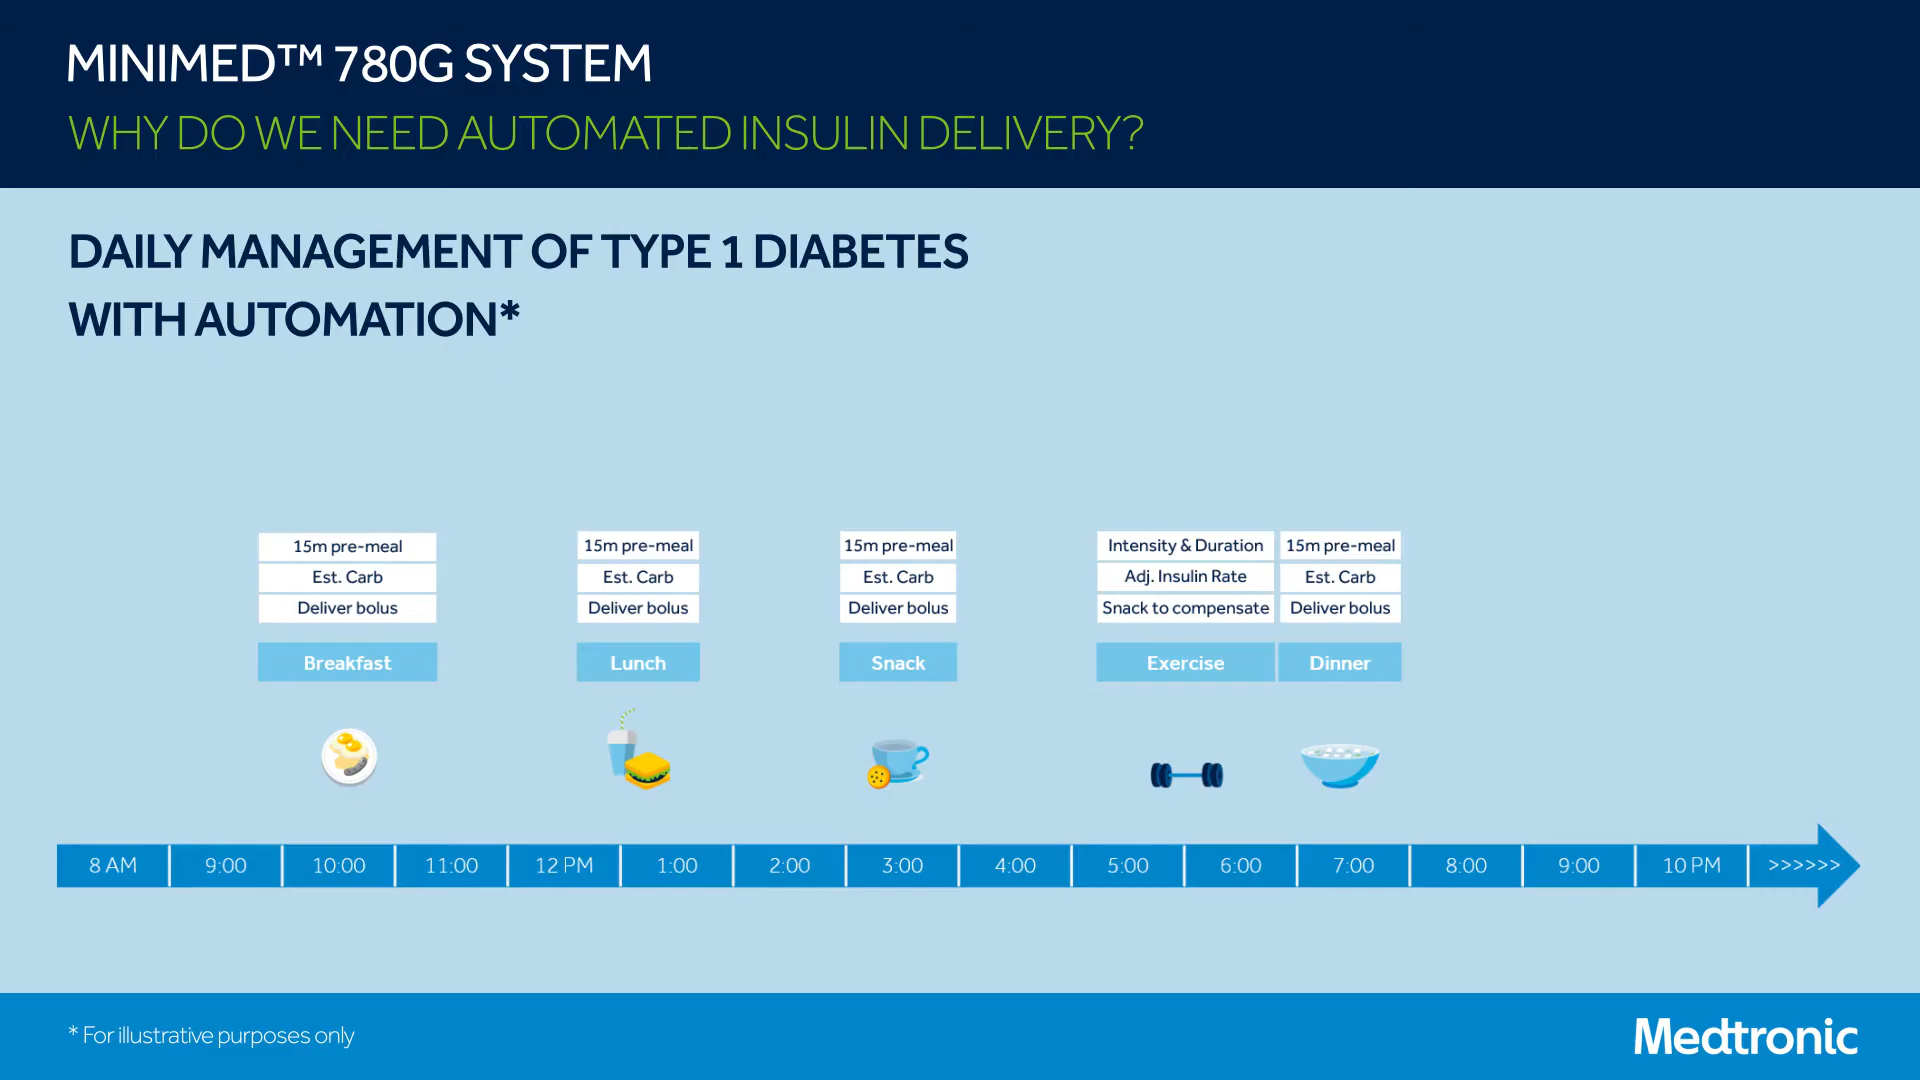 MINIMED™ 780G SYSTEM
WHY DO WE NEED AUTOMATED INSULIN DELIVERY?
DAILY MANAGEMENT OF TYPE 1 DIABETES
WITH AUTOMATION*
15m pre-meal
Est. Carb
Deliver bolus
Breakfast
15m pre-meal
Est. Carb
Deliver bolus
Lunch
15m pre-meal
Est. Carb
Deliver bolus
Snack
Intensity & Duration
Adj. Insulin Rate
Snack to compensate
Exercise
15m pre-meal
Est. Carb
Deliver bolus
Dinner
8 AM 9:00 10:00 11:00 12 PM 1:00 2:00 3:00 4:00 5:00 6:00 7:00 8:00 9:00 10 PM >>>>>>
* For illustrative purposes only
Medtronic